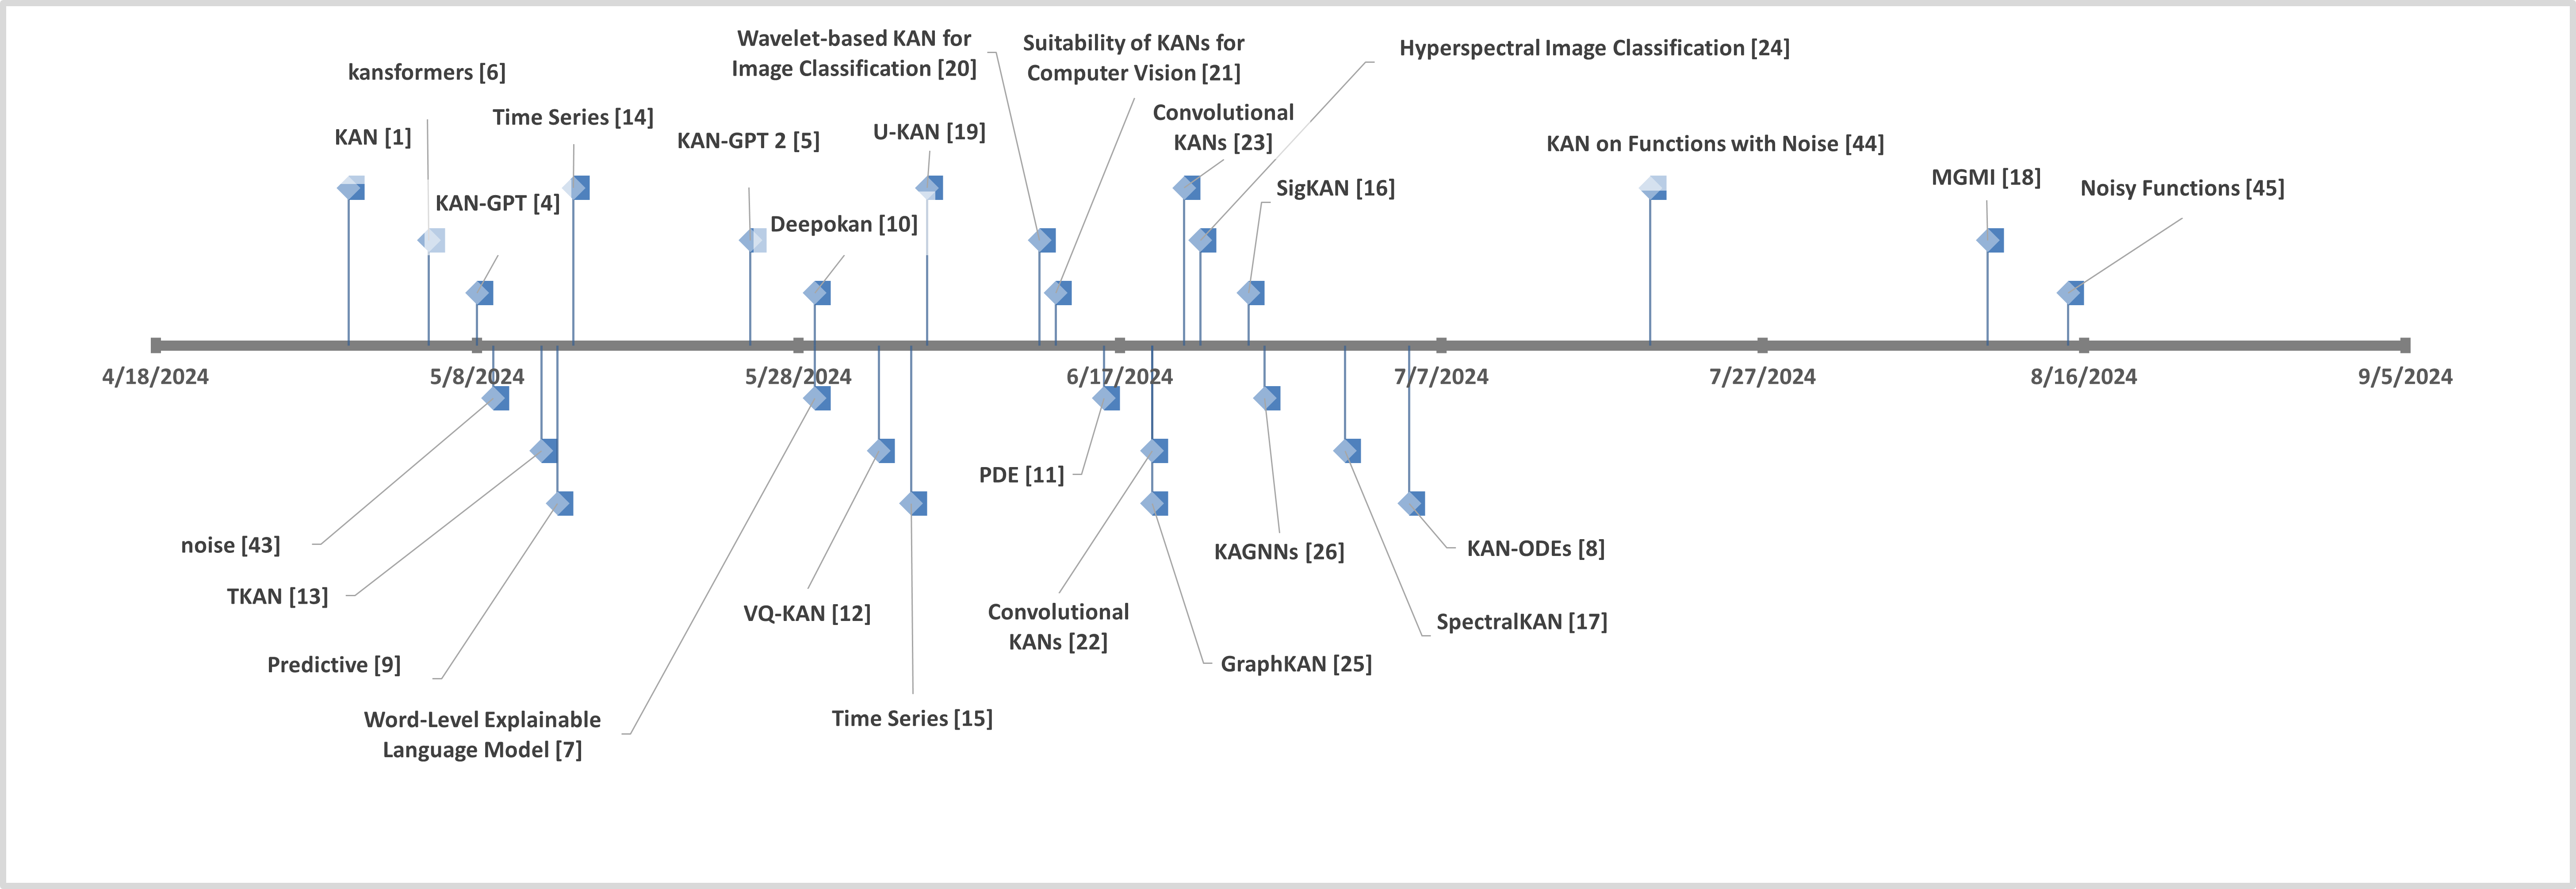 Wavelet-based KAN for
Image Classification [20]
Suitability of KANs for
Computer Vision [21]
Hyperspectral Image Classification [24]
kansformers [6]
Time Series [14]
Convolutional
KANs [23]
KAN [1]
KAN-GPT 2 [5]
U-KAN [19]
KAN on Functions with Noise [44]
MGMI [18]
Noisy Functions [45]
SigKAN [16]
KAN-GPT [4]
Deepokan [10]
4/18/2024
5/8/2024
5/28/2024
6/17/2024
7/7/2024
7/27/2024
8/16/2024
9/5/2024
PDE [11]
noise [43]
KAGNNs [26]
KAN-ODEs [8]
TKAN [13]
VQ-KAN [12]
Convolutional
KANs [22]
SpectralKAN [17]
Predictive [9]
GraphKAN [25]
Word-Level Explainable
Language Model [7]
Time Series [15]